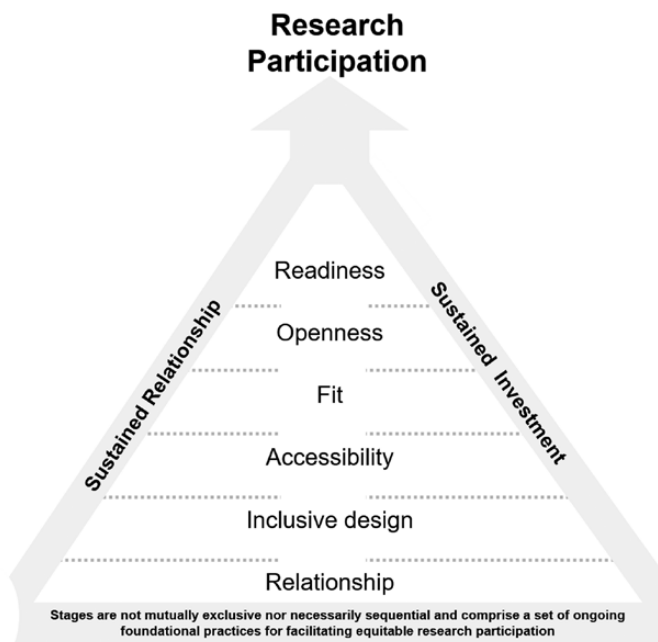 Research
Participation
Readiness
Openness
Fit
Accessibility
Inclusive design
Relationship
Sustained Relationship
Sustained Investment
Stages are not mutually exclusive nor necessarily sequential and comprise a set of ongoing
foundational practices for facilitating equitable research participation